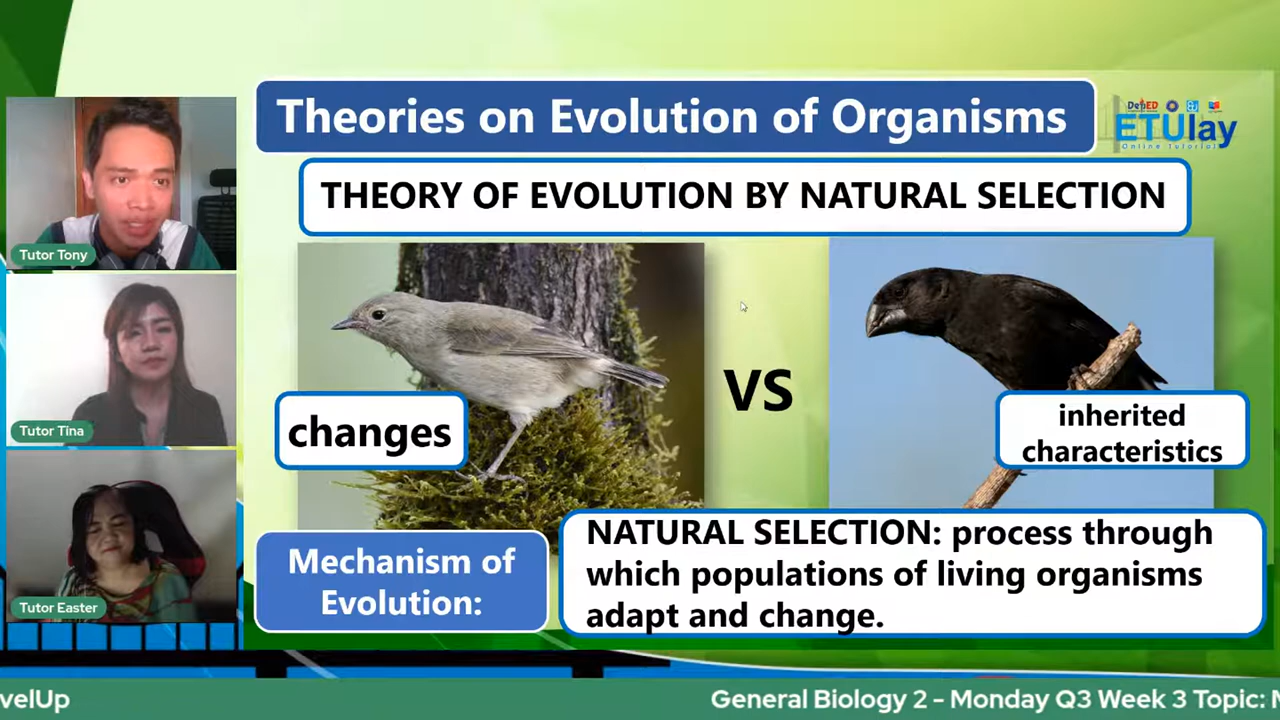 Theories on Evolution of Organisms
DepED
ETUlay
Online Tutorial
THEORY OF EVOLUTION BY NATURAL SELECTION
Tutor Tony
Tutor Tina
Tutor Easter
changes
VS
inherited
characteristics
Mechanism of
Evolution:
NATURAL SELECTION: process through
which populations of living organisms
adapt and change.
velUp
General Biology 2 - Monday Q3 Week 3 Topic: